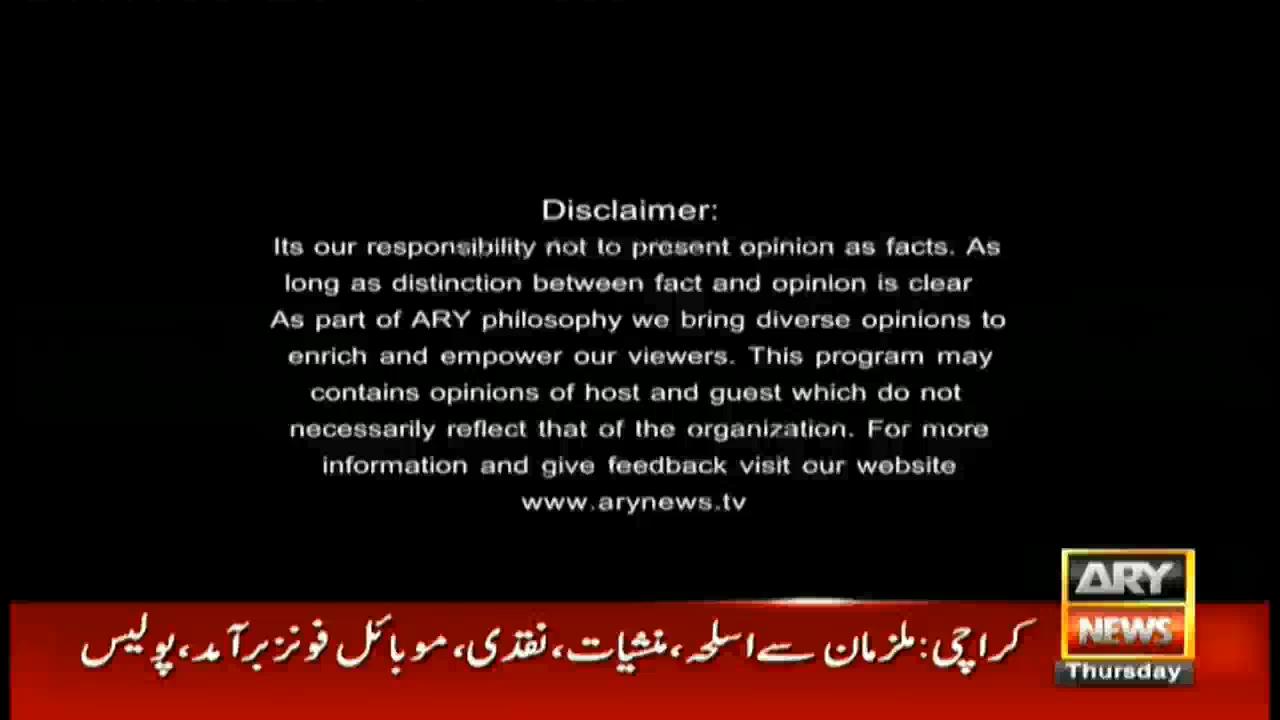 Disclaimer:
Its our responsibility not to present opinion as facts. As
long as distinction between fact and opinion is clear
As part of ARY philosophy we bring diverse opinions to
enrich and empower our viewers. This program may
contains opinions of host and guest which do not
necessarily reflect that of the organization. For more
information and give feedback visit our website
www.arynews.tv
ARY
NEWS
Thursday
کراچی: ملزمان سے اسلحہ، منشیات، نقدی، موبائل فونز برآمد، پولیس